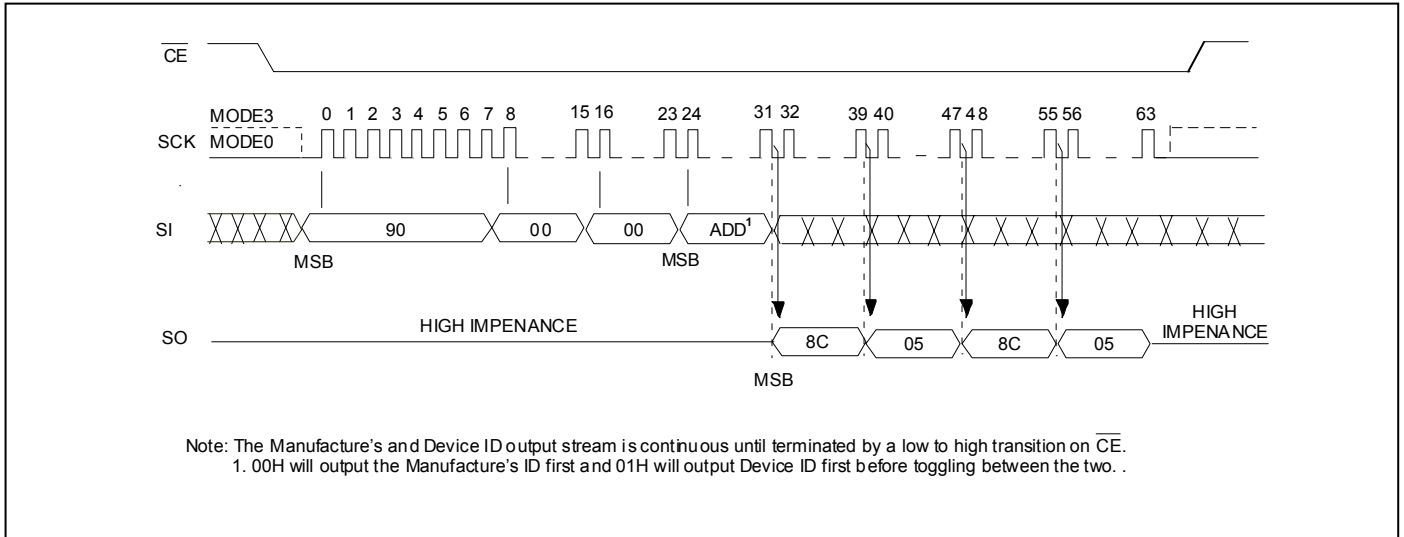 CE
MODE3 0 1 2 3 4 5 6 7 8 15 16 23 24 31 32 39 40 47 48 55 56 63
SCK MODE0
SI 90 00 00 ADD1
MSB MSB
HIGH IMPENANCE HIGH IMPENANCE
SO 8C 05 8C 05
MSB
Note: The Manufacture's and Device ID output stream is continuous until terminated by a low to high transition on CE.
1. 00H will output the Manufacture's ID first and 01H will output Device ID first before toggling between the two. .